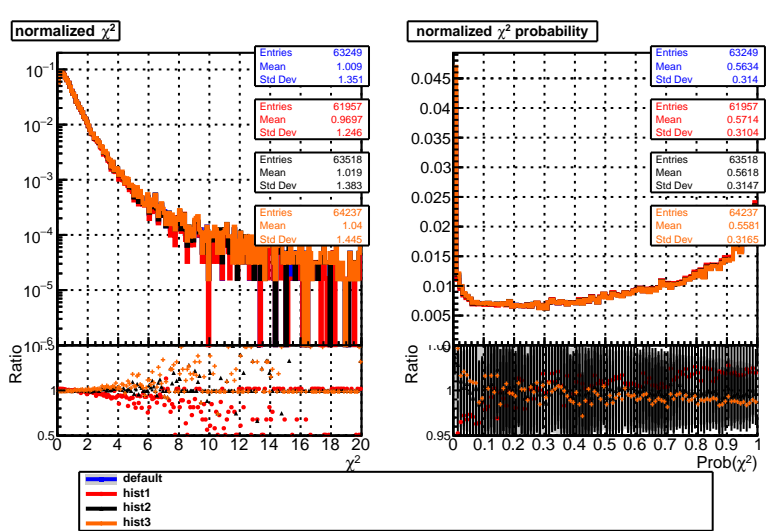 normalized χ²
Entries 63249
Mean 1.009
Std Dev 1.351
Entries 61957
Mean 0.9697
Std Dev 1.246
Entries 63518
Mean 1.019
Std Dev 1.383
Entries 64237
Mean 1.04
Std Dev 1.445
10⁻¹
10⁻²
10⁻³
10⁻⁴
10⁻⁵
Ratio
1
0.5
0 2 4 6 8 10 12 14 16 18 20
χ²
normalized χ² probability
Entries 63249
Mean 0.5634
Std Dev 0.314
Entries 61957
Mean 0.5714
Std Dev 0.3104
Entries 63518
Mean 0.5618
Std Dev 0.3147
Entries 64237
Mean 0.5581
Std Dev 0.3165
0.045
0.04
0.035
0.03
0.025
0.02
0.015
0.01
0.005
Ratio
1
0.95
0 0.1 0.2 0.3 0.4 0.5 0.6 0.7 0.8 0.9 1
Prob(χ²)
default
hist1
hist2
hist3